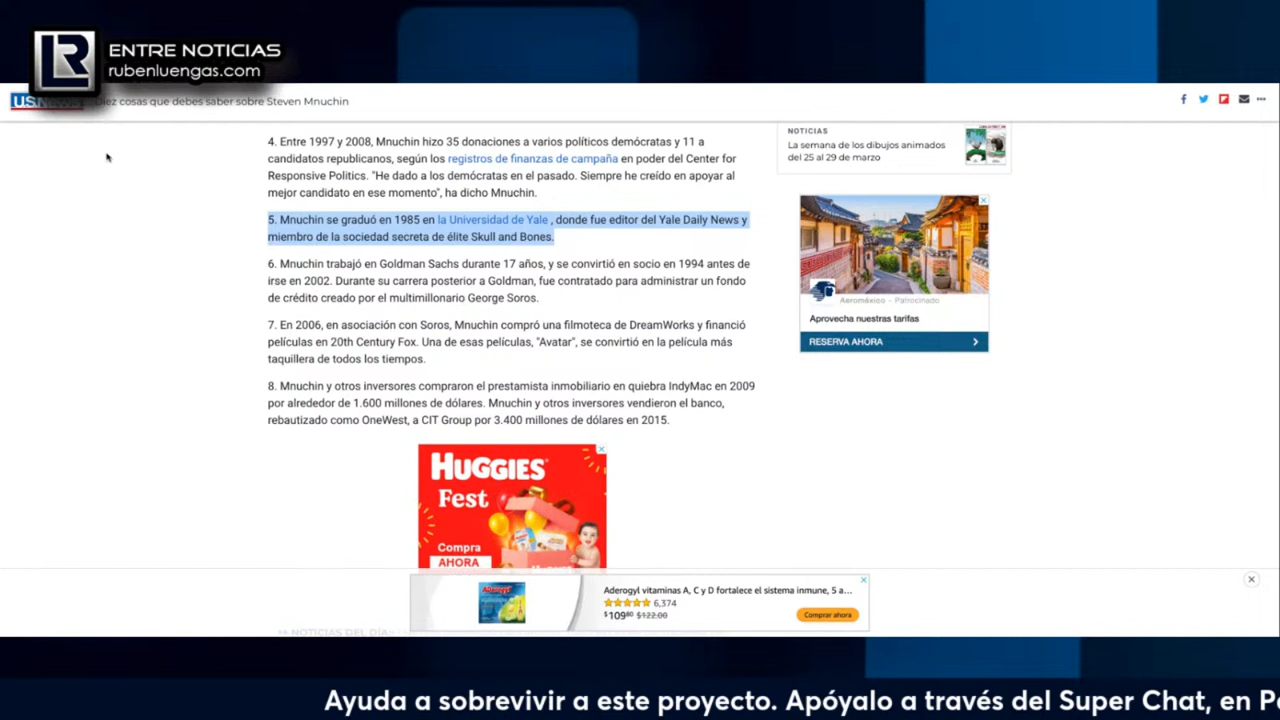 LR
ENTRE NOTICIAS
rubenluengas.com
US NEWS
Diez cosas que debes saber sobre Steven Mnuchin
4. Entre 1997 y 2008, Mnuchin hizo 35 donaciones a varios políticos demócratas y 11 a
candidatos republicanos, según los registros de finanzas de campaña en poder del Center for
Responsive Politics. "He dado a los demócratas en el pasado. Siempre he creído en apoyar al
mejor candidato en ese momento", ha dicho Mnuchin.
5. Mnuchin se graduó en 1985 en la Universidad de Yale , donde fue editor del Yale Daily News y
miembro de la sociedad secreta de élite Skull and Bones.
6. Mnuchin trabajó en Goldman Sachs durante 17 años, y se convirtió en socio en 1994 antes de
irse en 2002. Durante su carrera posterior a Goldman, fue contratado para administrar un fondo
de crédito creado por el multimillonario George Soros.
7. En 2006, en asociación con Soros, Mnuchin compró una filmoteca de DreamWorks y financió
películas en 20th Century Fox. Una de esas películas, "Avatar", se convirtió en la película más
taquillera de todos los tiempos.
8. Mnuchin y otros inversores compraron el prestamista inmobiliario en quiebra IndyMac en 2009
por alrededor de 1.600 millones de dólares. Mnuchin y otros inversores vendieron el banco,
rebautizado como OneWest, a CIT Group por 3.400 millones de dólares en 2015.
NOTICIAS
La semana de los dibujos animados
del 25 al 29 de marzo
Aeroméxico - Patrocinado
Aprovecha nuestras tarifas
RESERVA AHORA
HUGGIES
Fest
Compra
AHORA
Aderogyl
Aderogyl vitaminas A, C y D fortalece el sistema inmune, 5 a...
6,374
$109.80 $122.00
Comprar ahora
NOTICIAS DEL DÍA
Ayuda a sobrevivir a este proyecto. Apóyalo a través del Super Chat, en P